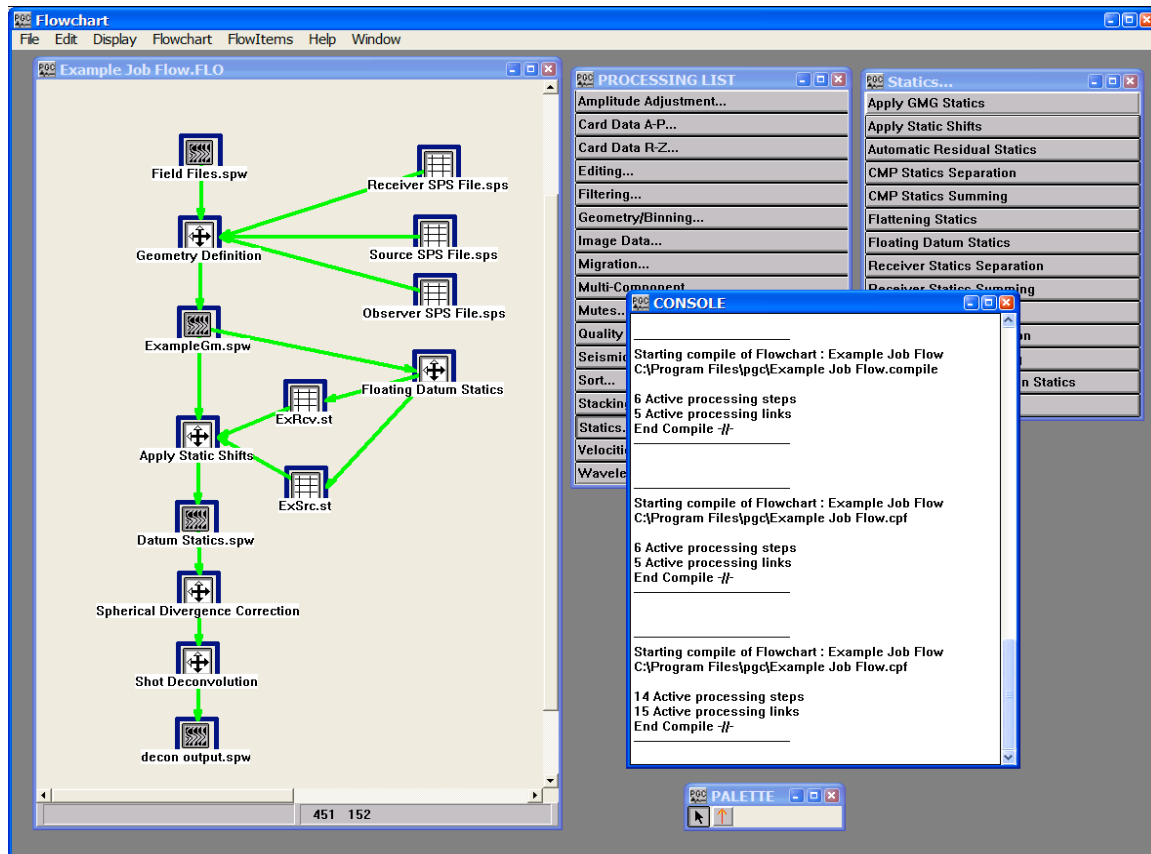 PGC Flowchart
File Edit Display Flowchart FlowItems Help Window
PGC Example Job Flow.FLO
Field Files.spw
Receiver SPS File.sps
Geometry Definition
Source SPS File.sps
Observer SPS File.sps
ExampleGm.spw
Floating Datum Statics
ExRcv.st
Apply Static Shifts
ExSrc.st
Datum Statics.spw
Spherical Divergence Correction
Shot Deconvolution
decon output.spw
451 152
PGC PROCESSING LIST
Amplitude Adjustment...
Card Data A-P...
Card Data R-Z...
Editing...
Filtering...
Geometry/Binning...
Image Data...
Migration...
Multi-Component
Mutes..
Quality
Seismi
Sort...
Stackin
Statics.
Velociti
Wavele
PGC Statics...
Apply GMG Statics
Apply Static Shifts
Automatic Residual Statics
CMP Statics Separation
CMP Statics Summing
Flattening Statics
Floating Datum Statics
Receiver Statics Separation
Receiver Statics Summing
on
n Statics
PGC CONSOLE
Starting compile of Flowchart : Example Job Flow
C:\Program Files\pgc\Example Job Flow.compile
6 Active processing steps
5 Active processing links
End Compile -//-
Starting compile of Flowchart : Example Job Flow
C:\Program Files\pgc\Example Job Flow.cpf
6 Active processing steps
5 Active processing links
End Compile -//-
Starting compile of Flowchart : Example Job Flow
C:\Program Files\pgc\Example Job Flow.cpf
14 Active processing steps
15 Active processing links
End Compile -//-
PGC PALETTE